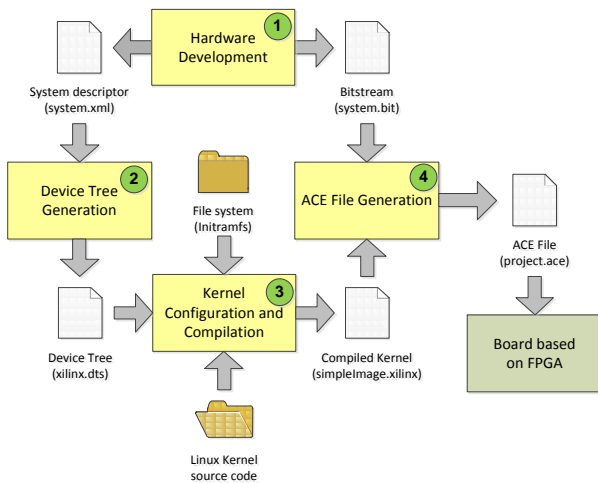 Hardware
Development
1
System descriptor
(system.xml)
Bitstream
(system.bit)
Device Tree
Generation
2
File system
(Initramfs)
ACE File Generation
4
ACE File
(project.ace)
Kernel
Configuration and
Compilation
3
Device Tree
(xilinx.dts)
Compiled Kernel
(simpleImage.xilinx)
Board based
on FPGA
Linux Kernel
source code